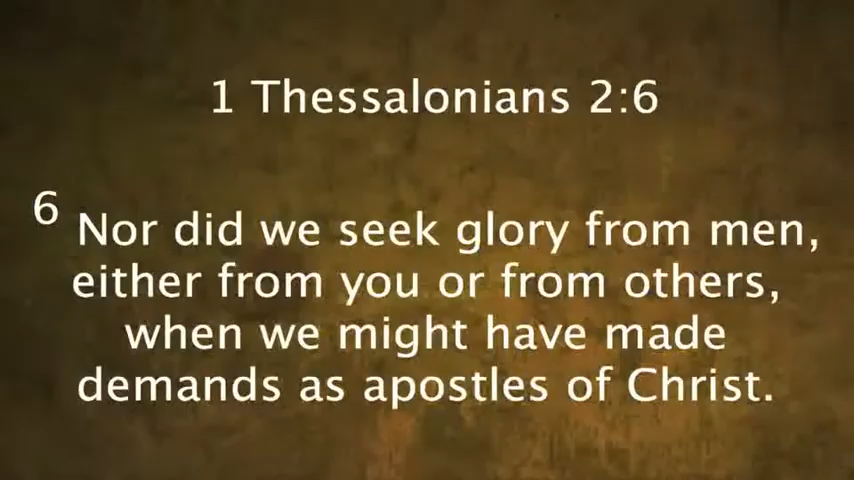 1 Thessalonians 2:6
6 Nor did we seek glory from men,
either from you or from others,
when we might have made
demands as apostles of Christ.